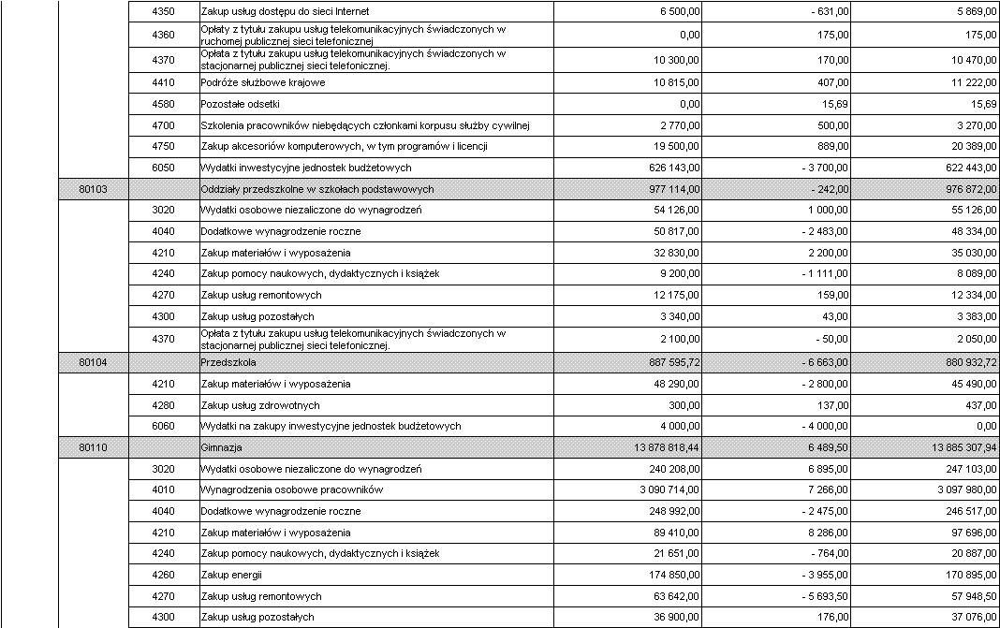 4350 Zakup usług dostępu do sieci Internet 6 500,00 - 631,00 5 869,00
4360 Opłaty z tytułu zakupu usług telekomunikacyjnych świadczonych w
ruchomej publicznej sieci telefonicznej 0,00 175,00 175,00
4370 Opłata z tytułu zakupu usług telekomunikacyjnych świadczonych w
stacjonarnej publicznej sieci telefonicznej. 10 300,00 170,00 10 470,00
4410 Podróże służbowe krajowe 10 815,00 407,00 11 222,00
4580 Pozostałe odsetki 0,00 15,69 15,69
4700 Szkolenia pracowników niebędących członkami korpusu służby cywilnej 2 770,00 500,00 3 270,00
4750 Zakup akcesoriów komputerowych, w tym programów i licencji 19 500,00 889,00 20 389,00
6050 Wydatki inwestycyjne jednostek budżetowych 626 143,00 - 3 700,00 622 443,00
80103 Oddziały przedszkolne w szkołach podstawowych 977 114,00 - 242,00 976 872,00
3020 Wydatki osobowe niezaliczone do wynagrodzeń 54 126,00 1 000,00 55 126,00
4040 Dodatkowe wynagrodzenie roczne 50 817,00 - 2 483,00 48 334,00
4210 Zakup materiałów i wyposażenia 32 830,00 2 200,00 35 030,00
4240 Zakup pomocy naukowych, dydaktycznych i książek 9 200,00 - 1 111,00 8 089,00
4270 Zakup usług remontowych 12 175,00 159,00 12 334,00
4300 Zakup usług pozostałych 3 340,00 43,00 3 383,00
4370 Opłata z tytułu zakupu usług telekomunikacyjnych świadczonych w
stacjonarnej publicznej sieci telefonicznej. 2 100,00 - 50,00 2 050,00
80104 Przedszkola 887 595,72 - 6 663,00 880 932,72
4210 Zakup materiałów i wyposażenia 48 290,00 - 2 800,00 45 490,00
4280 Zakup usług zdrowotnych 300,00 137,00 437,00
6060 Wydatki na zakupy inwestycyjne jednostek budżetowych 4 000,00 - 4 000,00 0,00
80110 Gimnazja 13 878 818,44 6 489,50 13 885 307,94
3020 Wydatki osobowe niezaliczone do wynagrodzeń 240 208,00 6 895,00 247 103,00
4010 Wynagrodzenia osobowe pracowników 3 090 714,00 7 266,00 3 097 980,00
4040 Dodatkowe wynagrodzenie roczne 248 992,00 - 2 475,00 246 517,00
4210 Zakup materiałów i wyposażenia 89 410,00 8 286,00 97 696,00
4240 Zakup pomocy naukowych, dydaktycznych i książek 21 651,00 - 764,00 20 887,00
4260 Zakup energii 174 850,00 - 3 955,00 170 895,00
4270 Zakup usług remontowych 63 642,00 - 5 693,50 57 948,50
4300 Zakup usług pozostałych 36 900,00 176,00 37 076,00